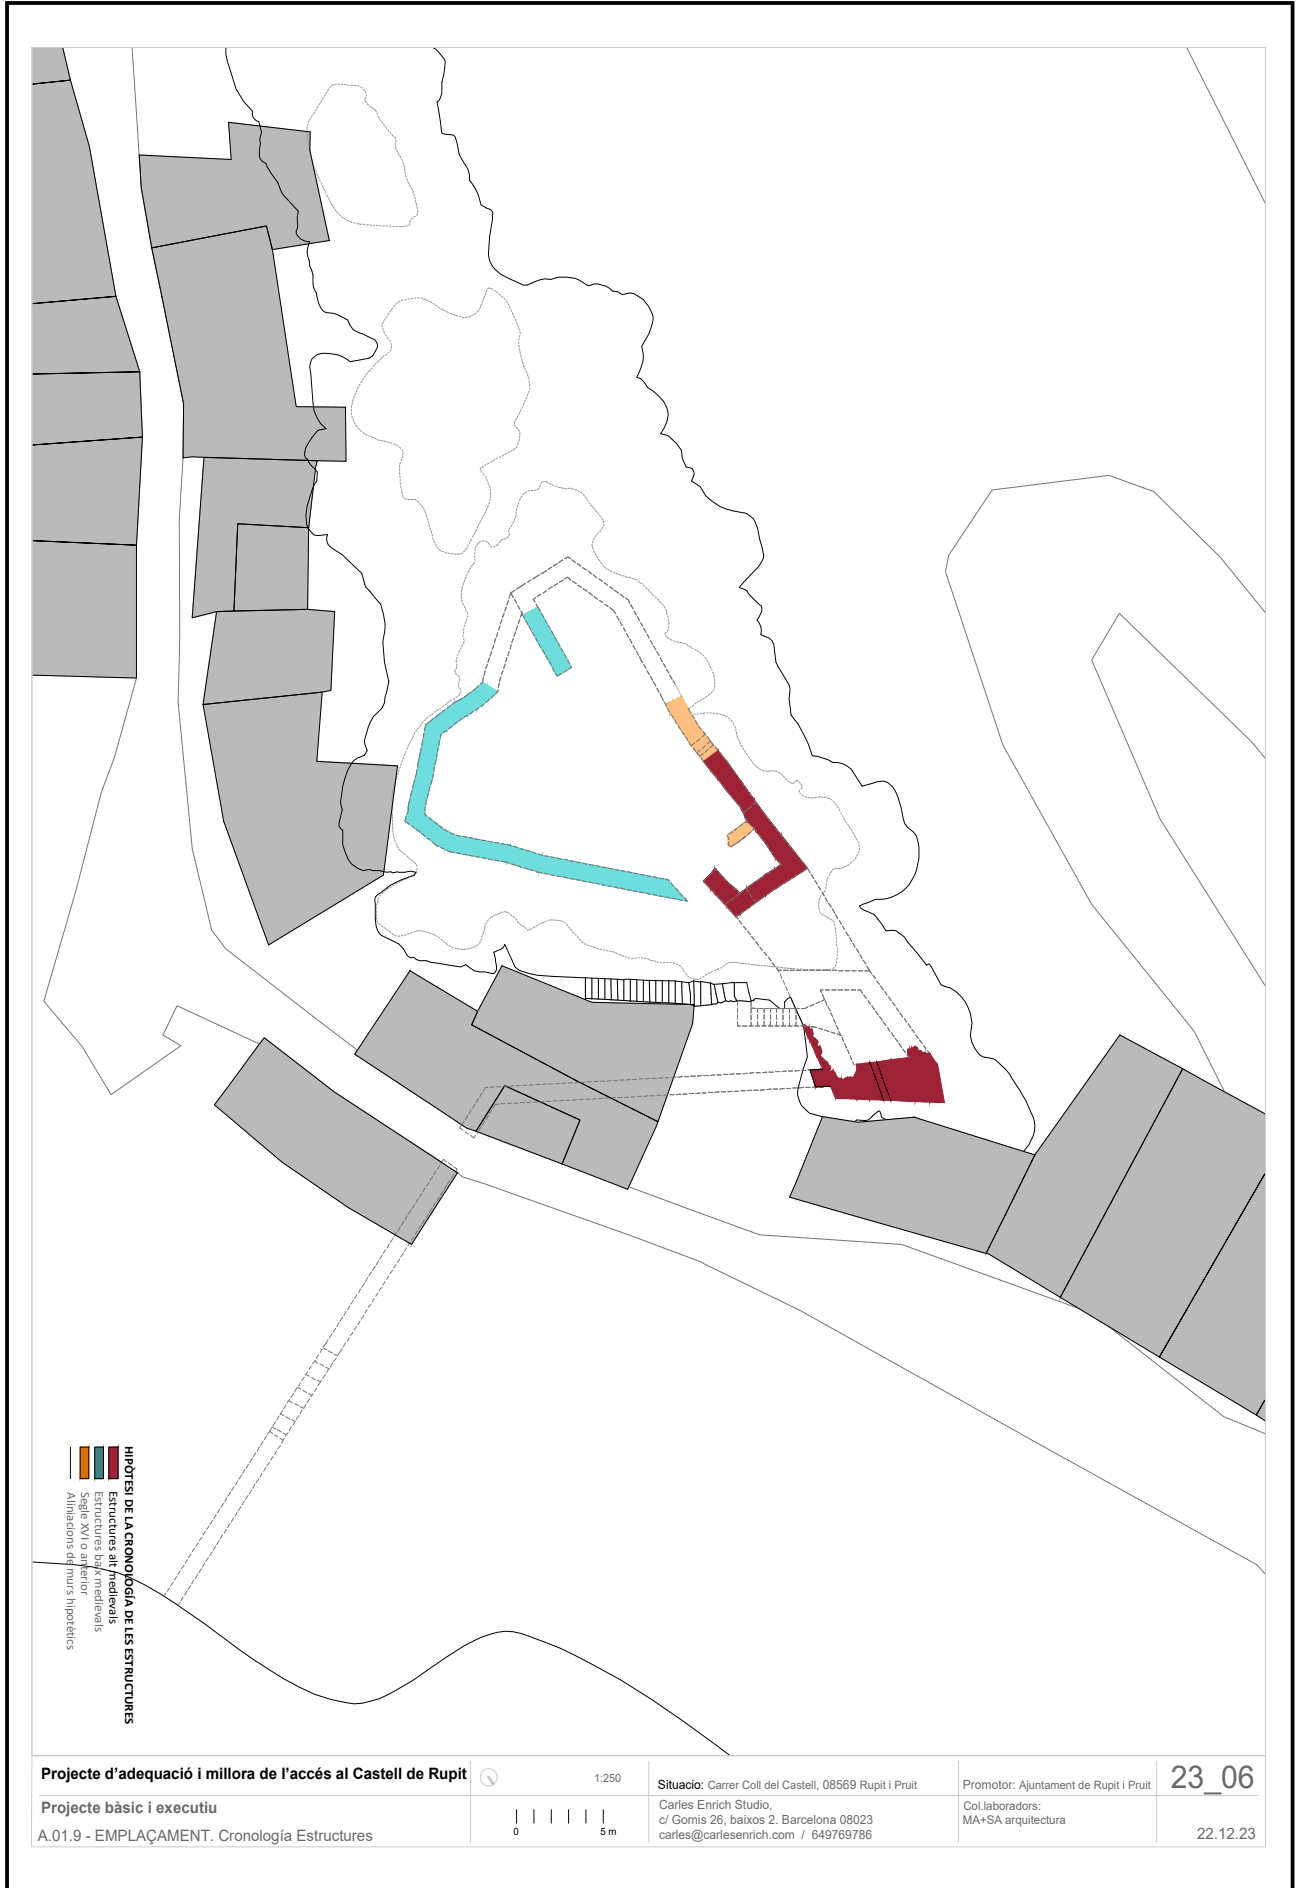 HIPÒTESI DE LA CRONOLOGÍA DE LES ESTRUCTURES
Estructures alt medievals
Estructures baix medievals
Segle XVI o anterior
Aliniacions de murs hipotètics
Projecte d'adequació i millora de l'accés al Castell de Rupit
Projecte bàsic i executiu
A.01.9 - EMPLAÇAMENT. Cronología Estructures
1:250
0 5 m
Situacio: Carrer Coll del Castell, 08569 Rupit i Pruit
Carles Enrich Studio,
c/ Gomis 26, baixos 2. Barcelona 08023
carles@carlesenrich.com / 649769786
Promotor: Ajuntament de Rupit i Pruit
Col.laboradors:
MA+SA arquitectura
23_06
22.12.23